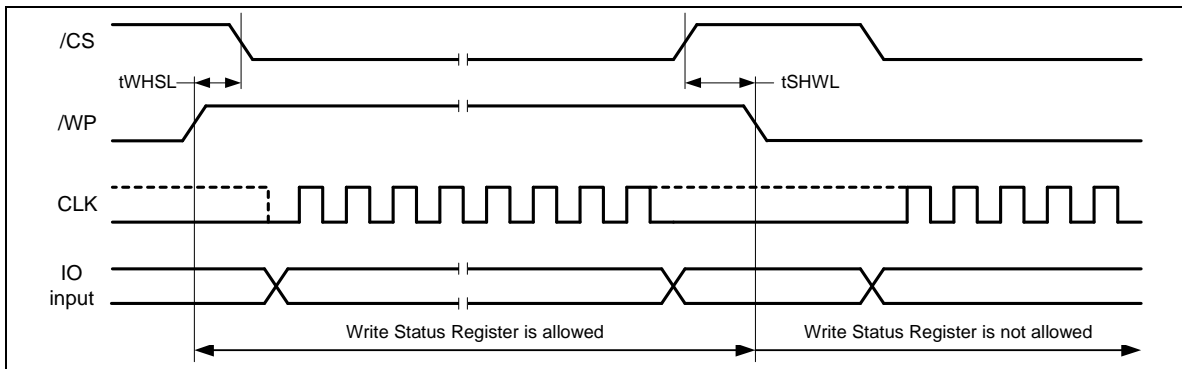 /CS
tWHSL
tSHWL
/WP
CLK
IO
input
Write Status Register is allowed
Write Status Register is not allowed